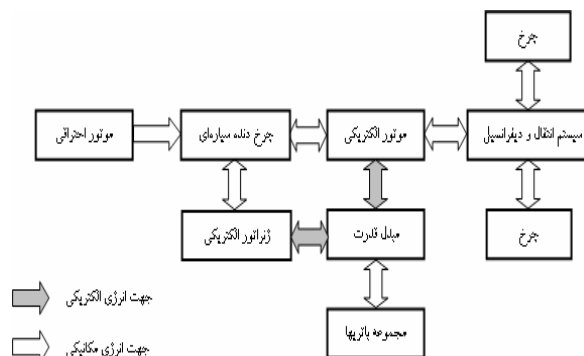 چرخ
موتور احتراقی
چرخ دنده سیاره‌ای
موتور الکتریکی
سیستم انتقال و دیفرانسیل
ژنراتور الکتریکی
مبدل قدرت
چرخ
جهت انرژی الکتریکی
جهت انرژی مکانیکی
مجموعه باتریها